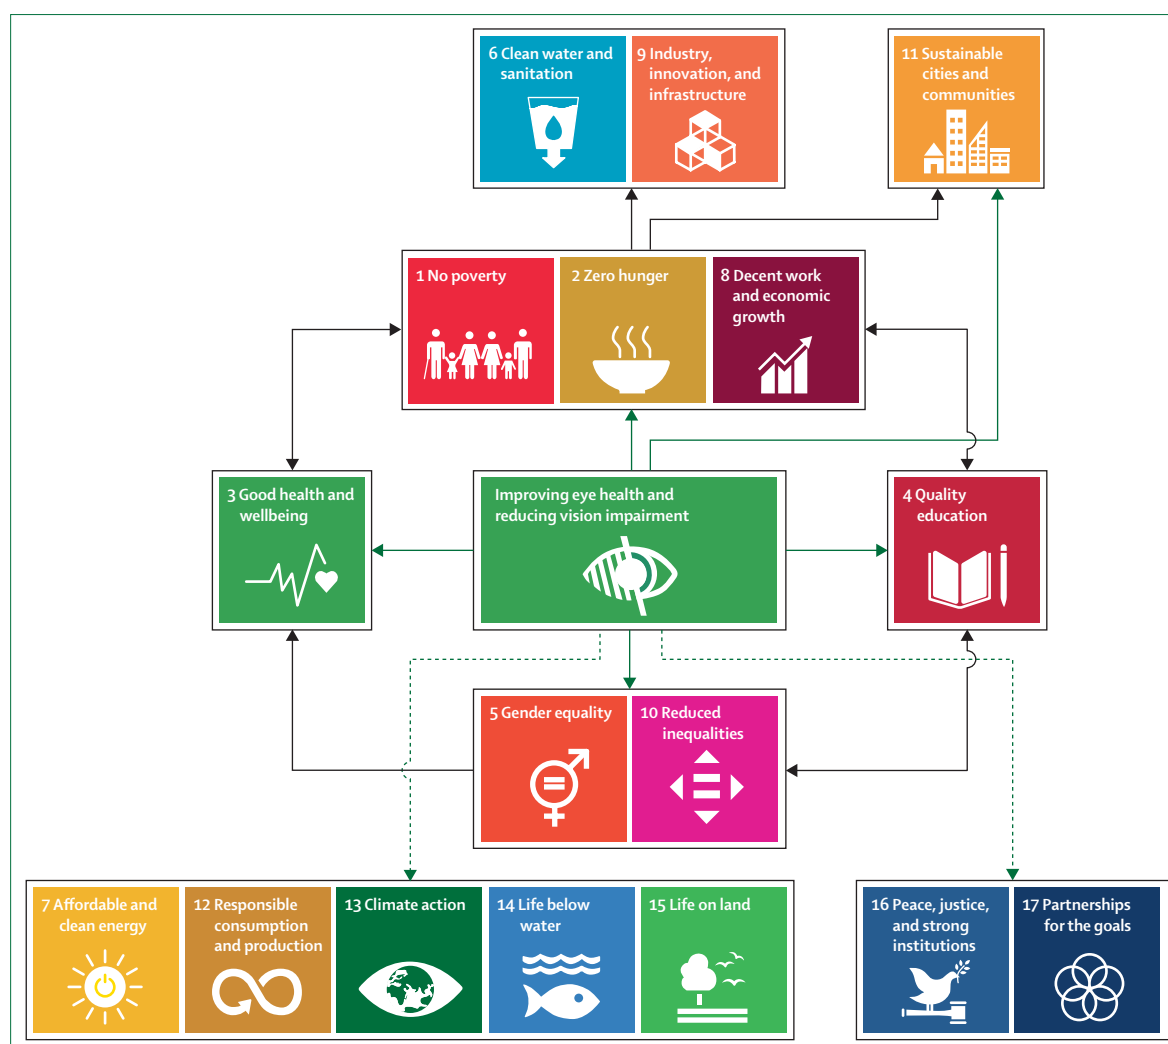 6 Clean water and
sanitation
9 Industry,
innovation, and
infrastructure
11 Sustainable
cities and
communities
1 No poverty
2 Zero hunger
8 Decent work
and economic
growth
3 Good health and
wellbeing
Improving eye health and
reducing vision impairment
4 Quality
education
5 Gender equality
10 Reduced
inequalities
7 Affordable and
clean energy
12 Responsible
consumption
and production
13 Climate action
14 Life below
water
15 Life on land
16 Peace, justice,
and strong
institutions
17 Partnerships
for the goals